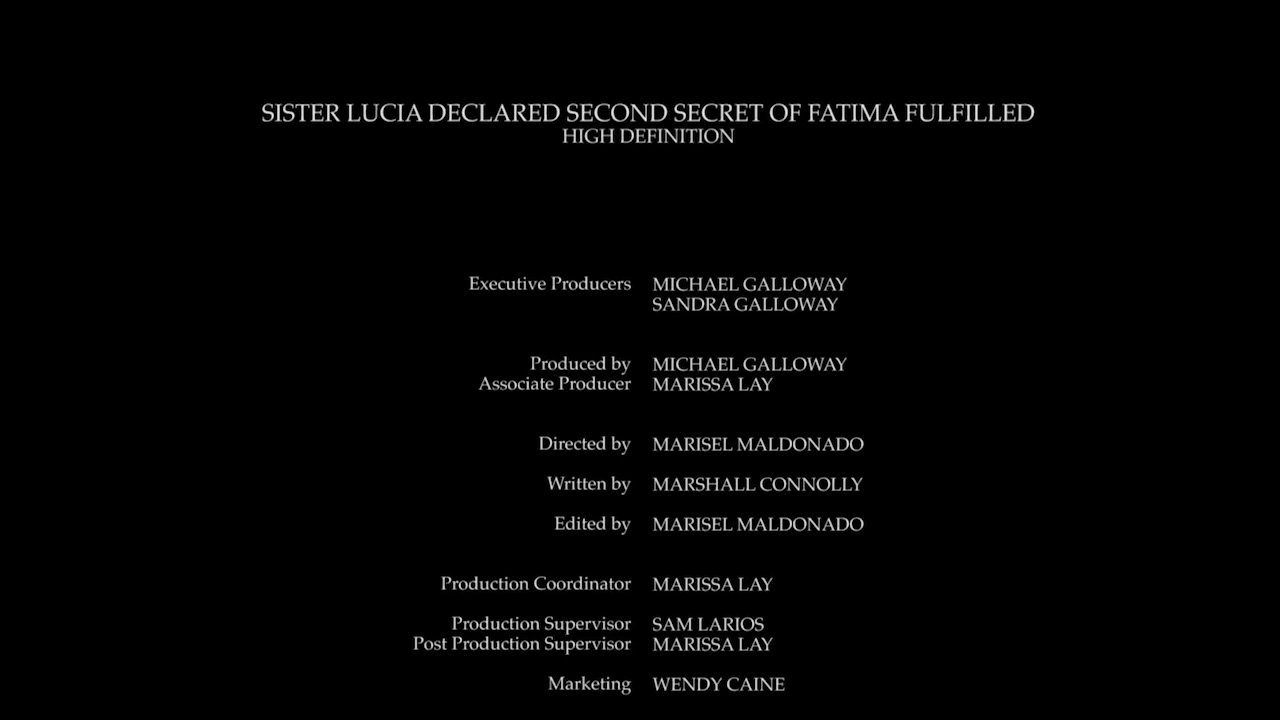 SISTER LUCIA DECLARED SECOND SECRET OF FATIMA FULFILLED
HIGH DEFINITION
Executive Producers MICHAEL GALLOWAY
SANDRA GALLOWAY
Produced by MICHAEL GALLOWAY
Associate Producer MARISSA LAY
Directed by MARISEL MALDONADO
Written by MARSHALL CONNOLLY
Edited by MARISEL MALDONADO
Production Coordinator MARISSA LAY
Production Supervisor SAM LARIOS
Post Production Supervisor MARISSA LAY
Marketing WENDY CAINE